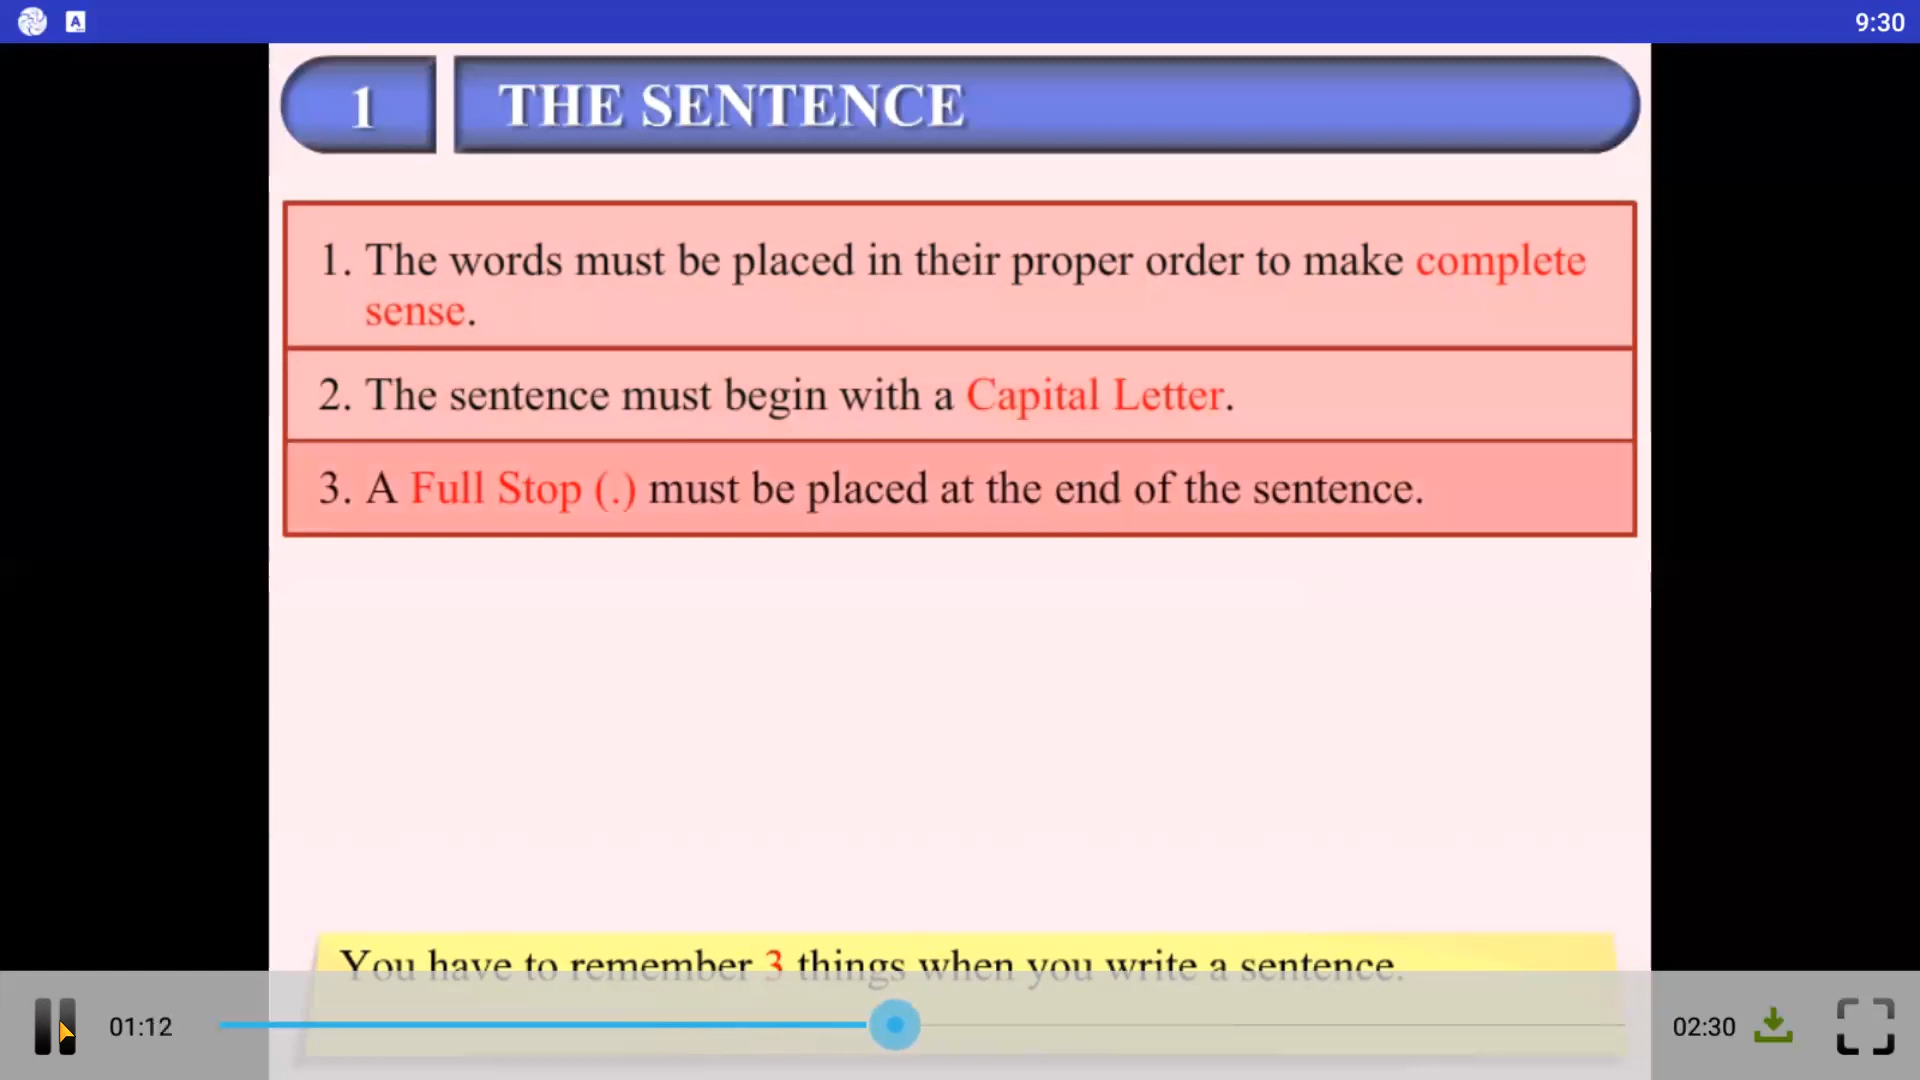 A
9:30
1
THE SENTENCE
1. The words must be placed in their proper order to make complete
sense.
2. The sentence must begin with a Capital Letter.
3. A Full Stop (.) must be placed at the end of the sentence.
You have to remember 3 things when you write a sentence.
01:12
02:30